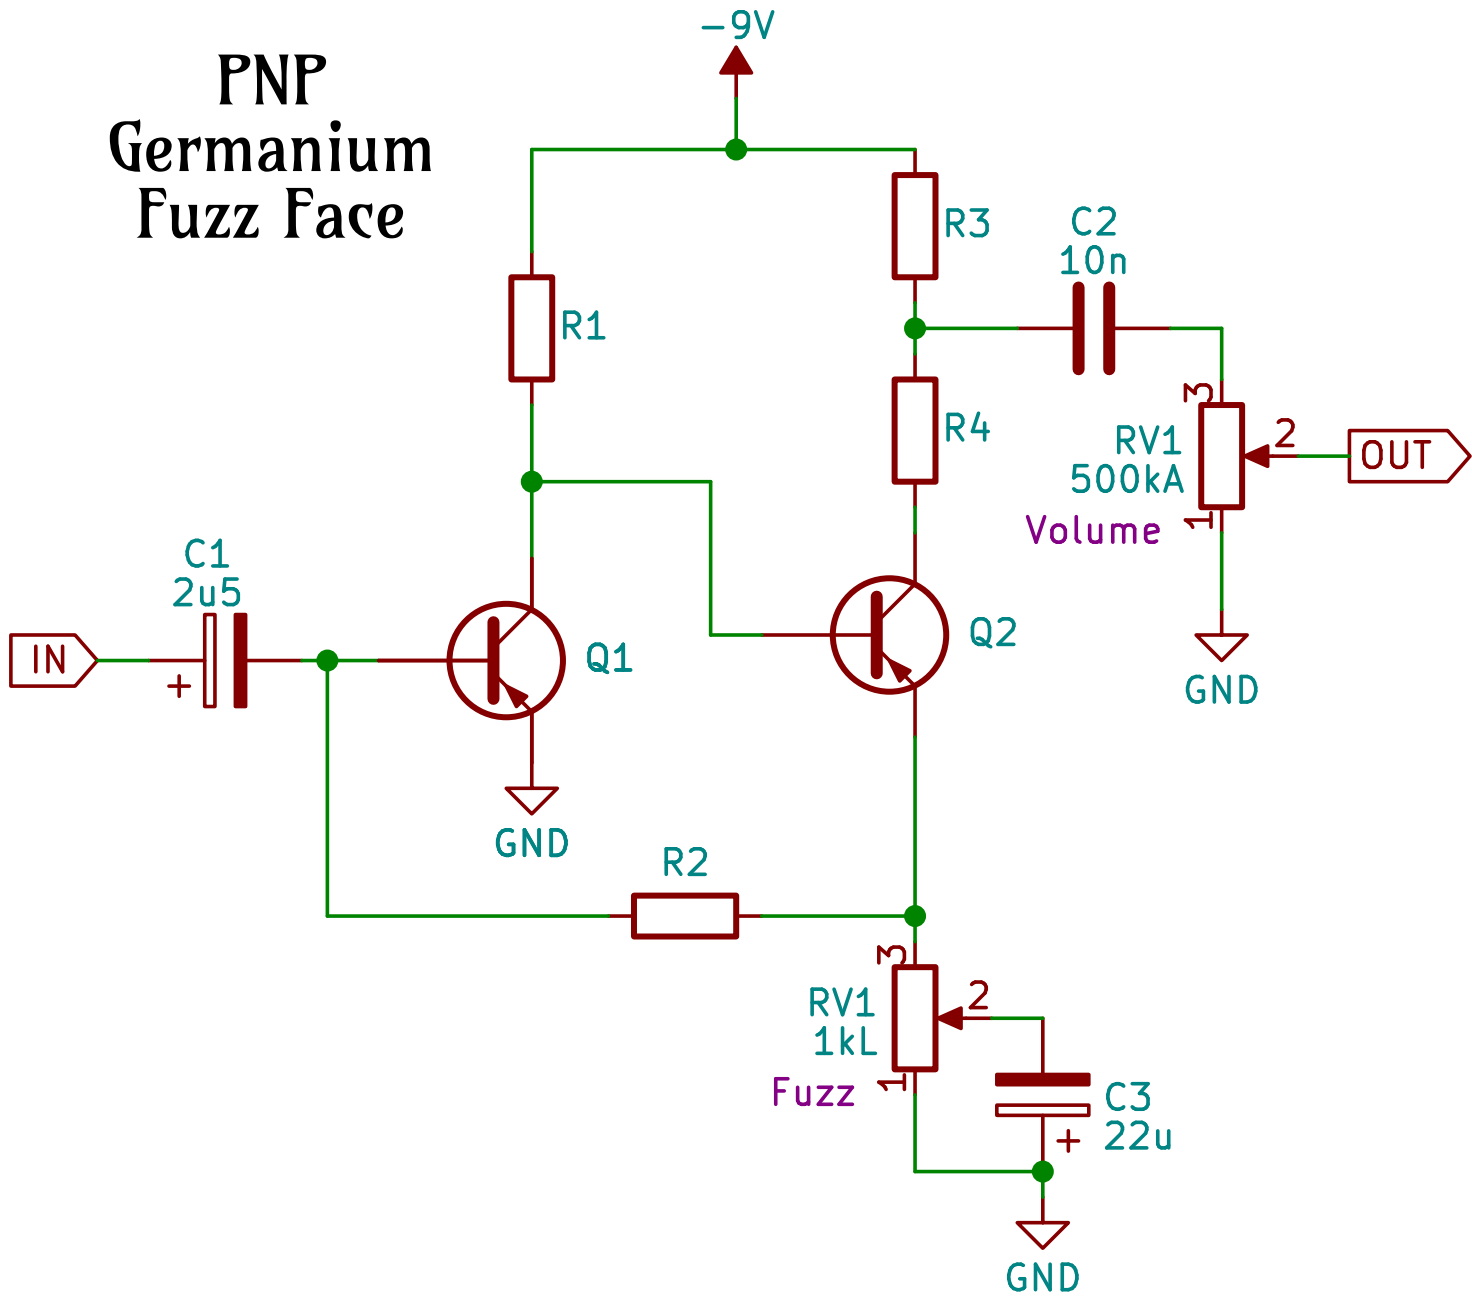 PNP
Germanium
Fuzz Face
-9V
R3
C2
10n
R1
3
R4
RV1
500kA
2
OUT
Volume
1
C1
2u5
IN
+
Q1
Q2
GND
GND
R2
3
RV1
1kL
2
Fuzz
1
C3
22u
+
GND